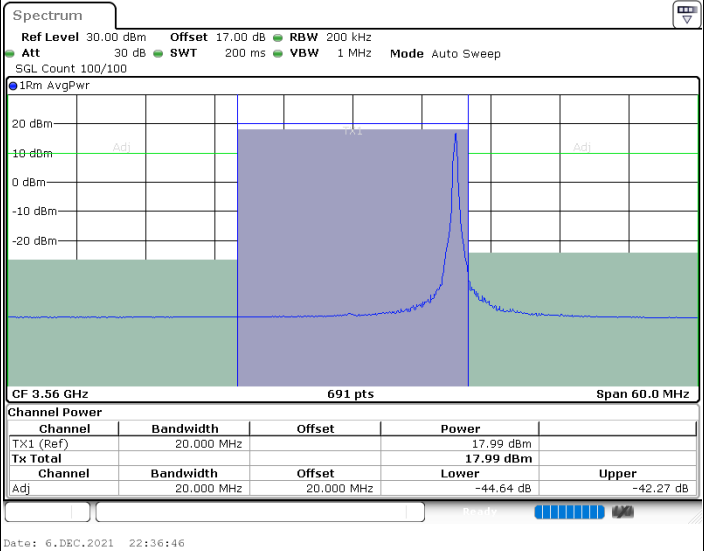 Spectrum
Ref Level 30.00 dBm Offset 17.00 dB RBW 200 kHz
Att 30 dB SWT 200 ms VBW 1 MHz Mode Auto Sweep
SGL Count 100/100
1Rm AvgPwr
20 dBm
TX1
Adj Adj
10 dBm
0 dBm
-10 dBm
-20 dBm
CF 3.56 GHz 691 pts Span 60.0 MHz
Channel Power
Channel Bandwidth Offset Power
TX1 (Ref) 20.000 MHz 17.99 dBm
Tx Total 17.99 dBm
Channel Bandwidth Offset Lower Upper
Adj 20.000 MHz 20.000 MHz -44.64 dB -42.27 dB
Ready
Date: 6.DEC.2021 22:36:46